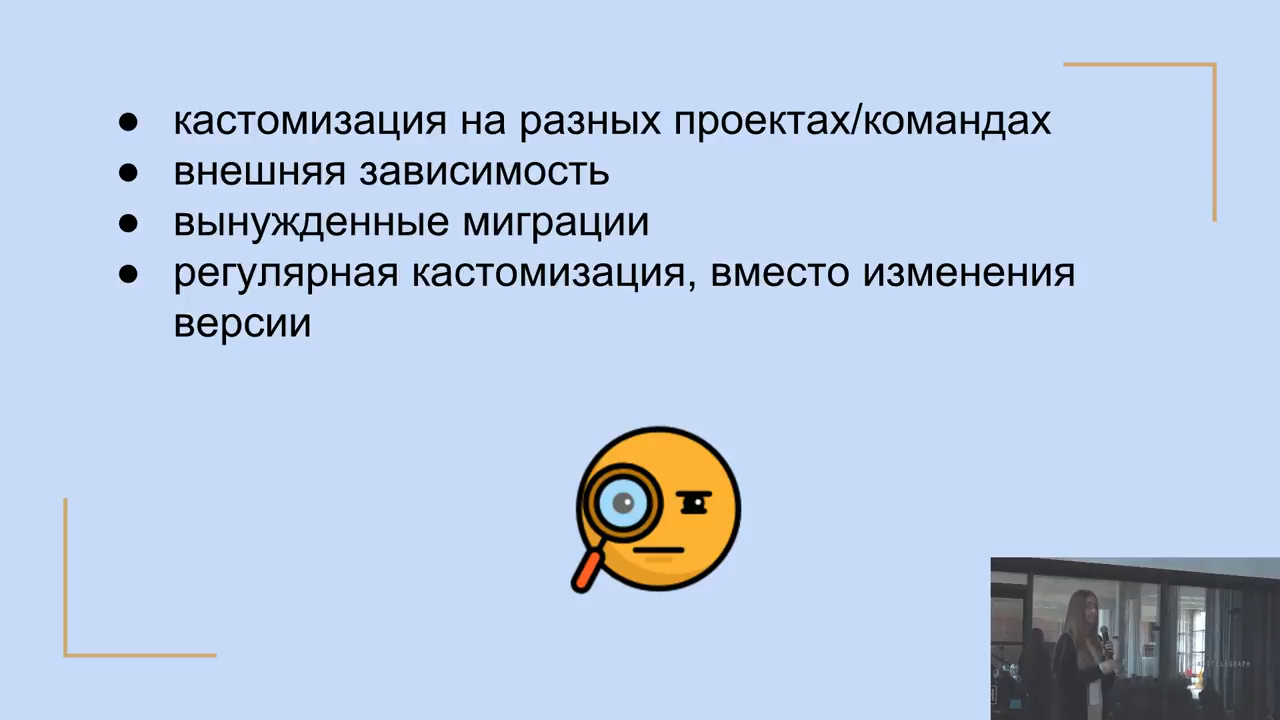 ● кастомизация на разных проектах/командах
● внешняя зависимость
● вынужденные миграции
● регулярная кастомизация, вместо изменения
версии